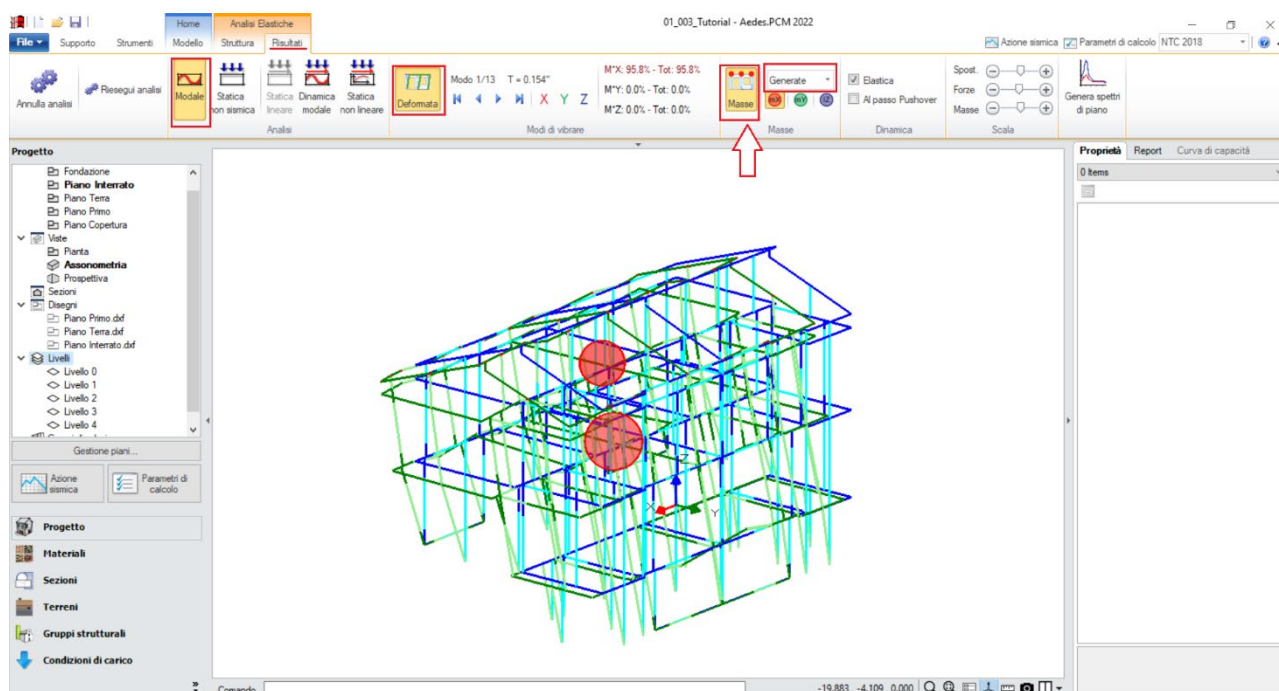 01_003_Tutorial - Aedes.PCM 2022
Home
Analisi Elastiche
File
Supporto
Strumenti
Modello
Struttura
Risultati
Azione sismica
Parametri di calcolo
NTC 2018
Annulla analisi
Riesegui analisi
Modale
Statica
non sismica
Statica
lineare
Dinamica
modale
Statica
non lineare
Analisi
Deformata
Modo 1/13 T = 0.154"
X Y Z
M*X: 95.8% - Tot: 95.8%
M*Y: 0.0% - Tot: 0.0%
M*Z: 0.0% - Tot: 0.0%
Modi di vibrare
Masse
Generate
mX
mY
IZ
Masse
Elastica
Al passo Pushover
Dinamica
Spost.
Forze
Masse
Scala
Genera spettri
di piano
Progetto
Fondazione
Piano Interrato
Piano Terra
Piano Primo
Piano Copertura
Viste
Pianta
Assonometria
Prospettiva
Sezioni
Disegni
Piano Primo.dxf
Piano Terra.dxf
Piano Interrato.dxf
Livelli
Livello 0
Livello 1
Livello 2
Livello 3
Livello 4
Gestione piani...
Azione
sismica
Parametri di
calcolo
Progetto
Materiali
Sezioni
Terreni
Gruppi strutturali
Condizioni di carico
Z
X
Y
Proprietà
Report
Curva di capacità
0 Items
Comando
-19.883 -4.109 0.000